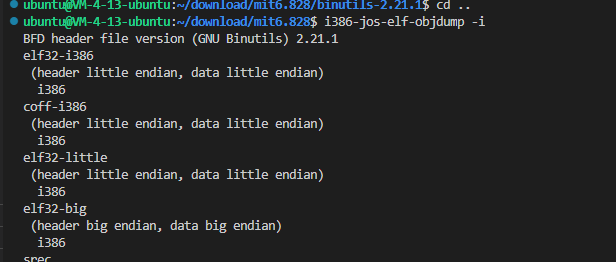 ubuntu@VM-4-13-ubuntu:~/download/mit6.828/binutils-2.21.1$ cd ..
ubuntu@VM-4-13-ubuntu:~/download/mit6.828$ i386-jos-elf-objdump -i
BFD header file version (GNU Binutils) 2.21.1
elf32-i386
 (header little endian, data little endian)
  i386
coff-i386
 (header little endian, data little endian)
  i386
elf32-little
 (header little endian, data little endian)
  i386
elf32-big
 (header big endian, data big endian)
  i386
srec